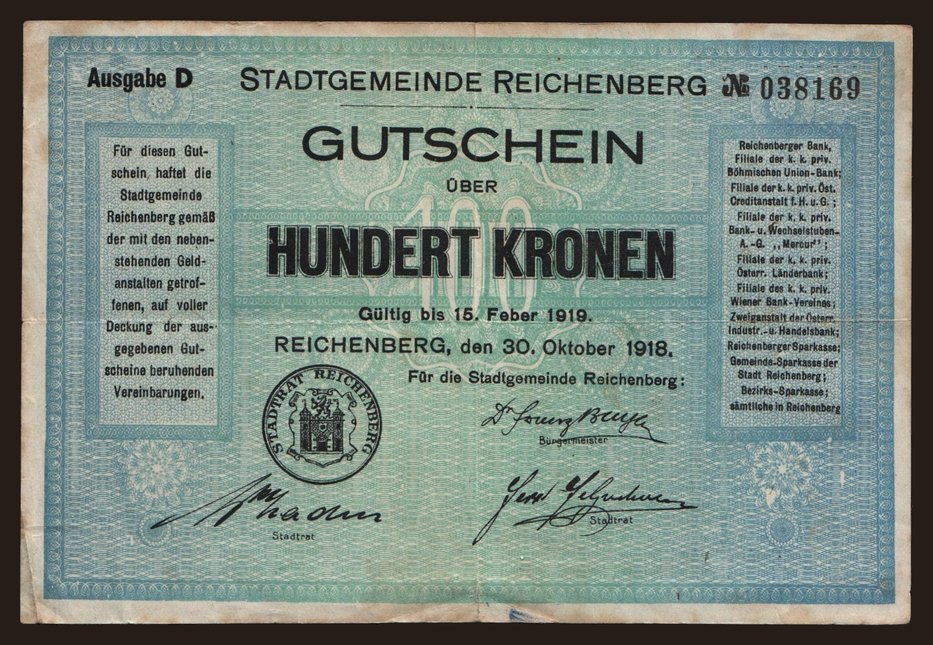 Ausgabe D
STADTGEMEINDE REICHENBERG № 038169
GUTSCHEIN
ÜBER
100
HUNDERT KRONEN
Gültig bis 15. Feber 1919.
REICHENBERG, den 30. Oktober 1918.
Für die Stadtgemeinde Reichenberg:
Für diesen Gut-
schein, haftet die
Stadtgemeinde
Reichenberg gemäß
der mit den neben-
stehenden Geld-
anstalten getrof-
fenen, auf voller
Deckung der aus-
gegebenen Gut-
scheine beruhenden
Vereinbarungen.
Reichenberger Bank,
Filiale der k. k. priv.
Böhmischen Union-Bank;
Filiale der k. k. priv. Öst.
Creditanstalt f. H. u. G.;
Filiale der k. k. priv.
Bank- u. Wechselstuben-
A.-G. ,,Mercur";
Filiale der k. k. priv.
Österr. Länderbank;
Filiale des k. k. priv.
Wiener Bank-Vereines;
Zweiganstalt der Österr.
Industr.- u. Handelsbank;
Reichenberger Sparkasse;
Gemeinde-Sparkasse der
Stadt Reichenberg;
Bezirks-Sparkasse;
sämtliche in Reichenberg
STADTRAT REICHENBERG
Dr Franz
Bürgermeister
Stadtrat
Stadtrat